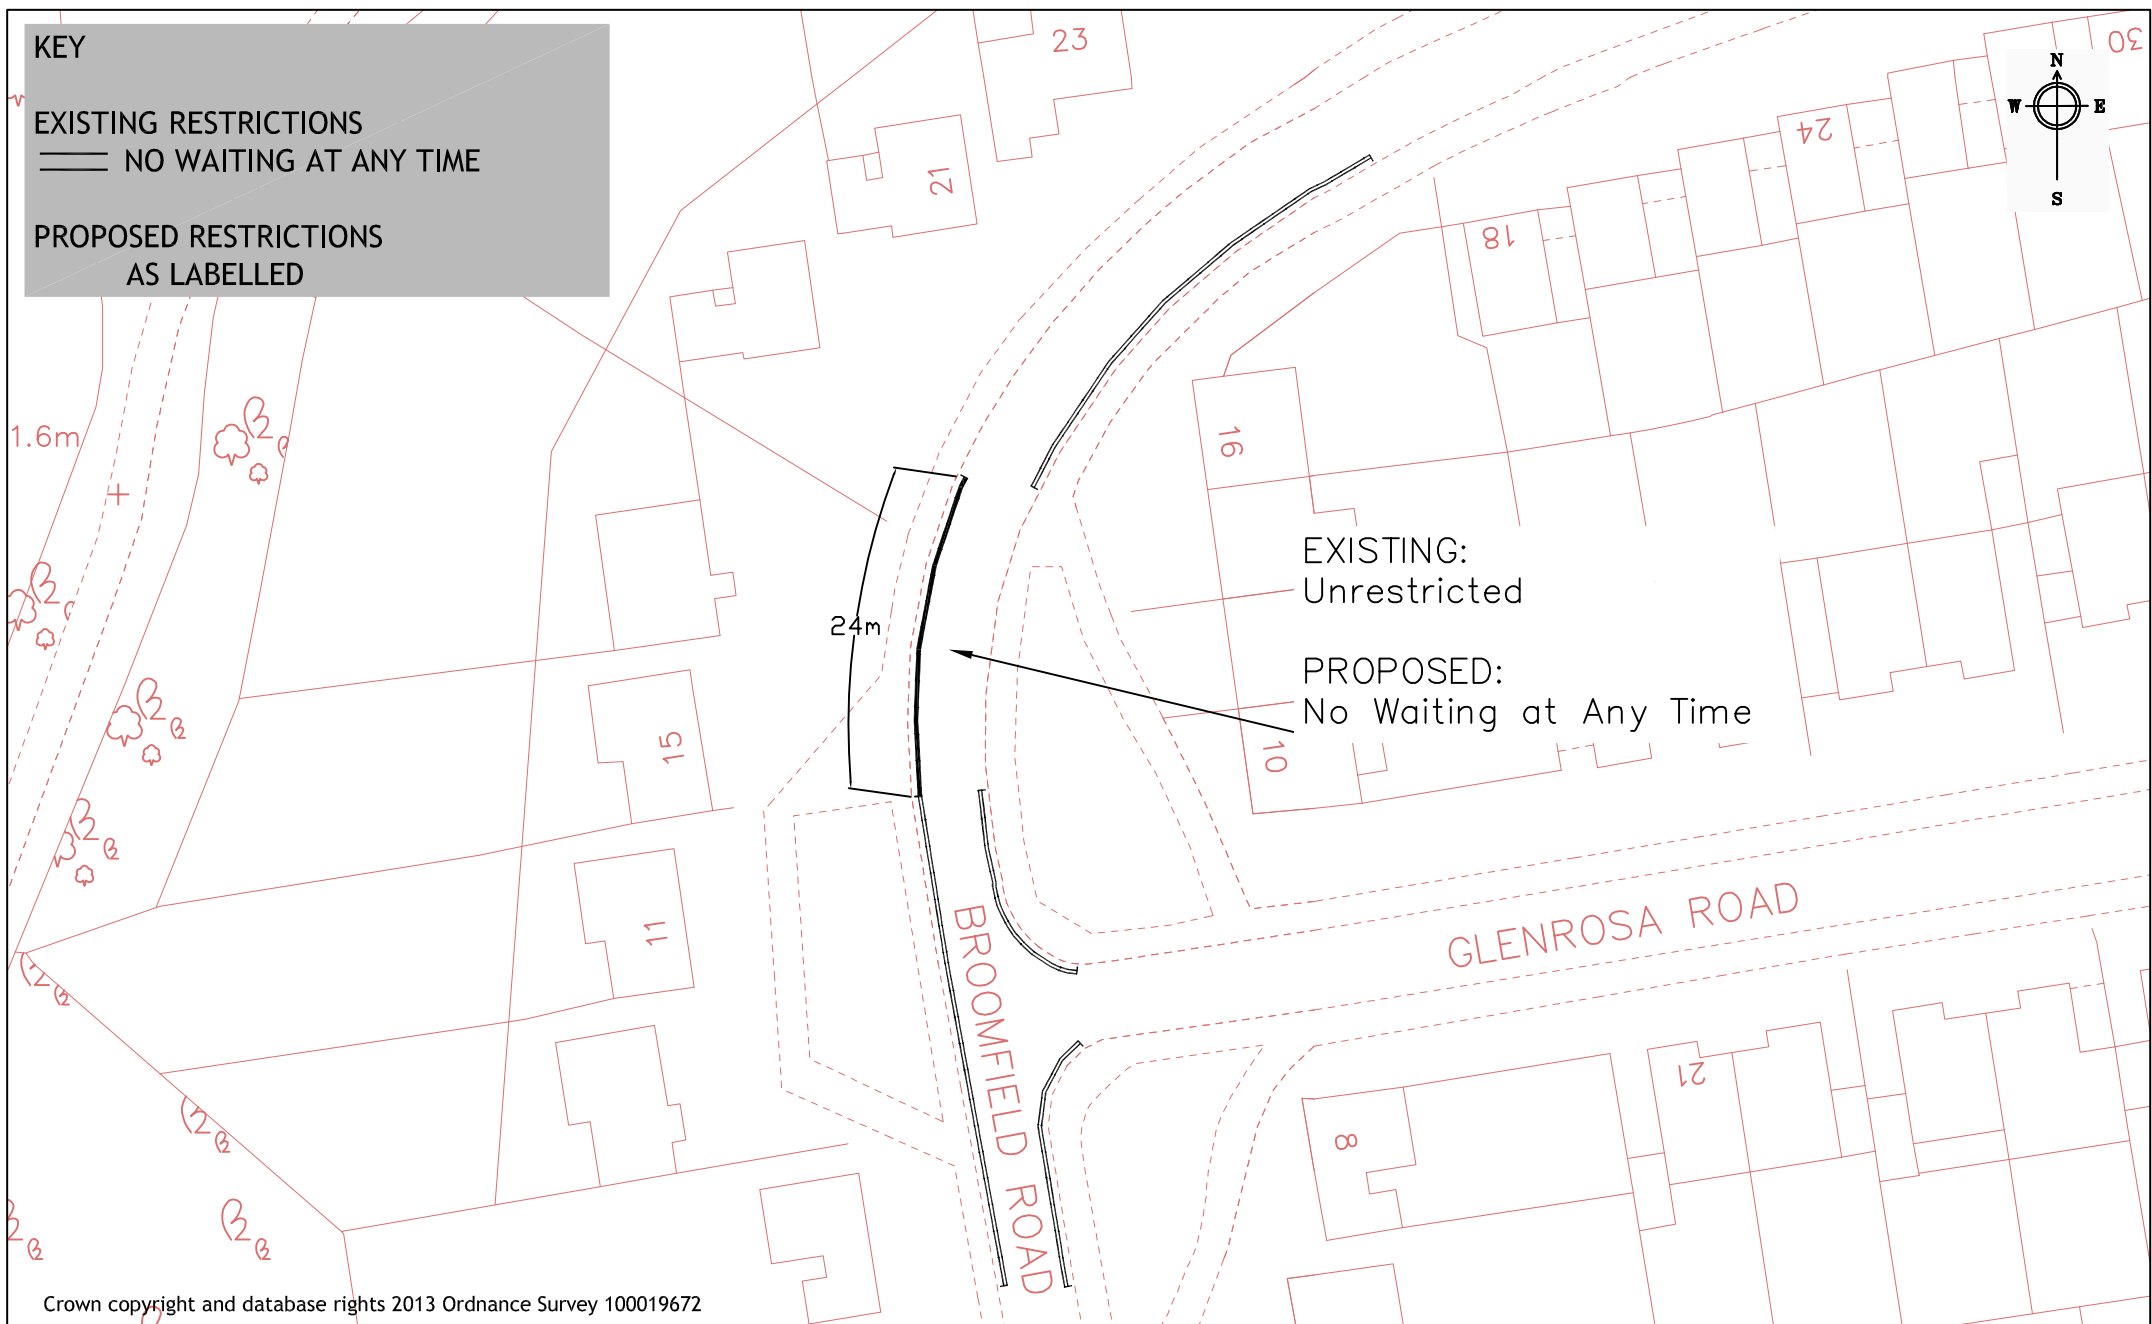 KEY
EXISTING RESTRICTIONS
NO WAITING AT ANY TIME
PROPOSED RESTRICTIONS
AS LABELLED
23
30
N
W E
S
24
21
18
1.6m
16
EXISTING:
Unrestricted
24m
PROPOSED:
No Waiting at Any Time
15
10
11
GLENROSA ROAD
BROOMFIELD ROAD
21
8
Crown copyright and database rights 2013 Ordnance Survey 100019672